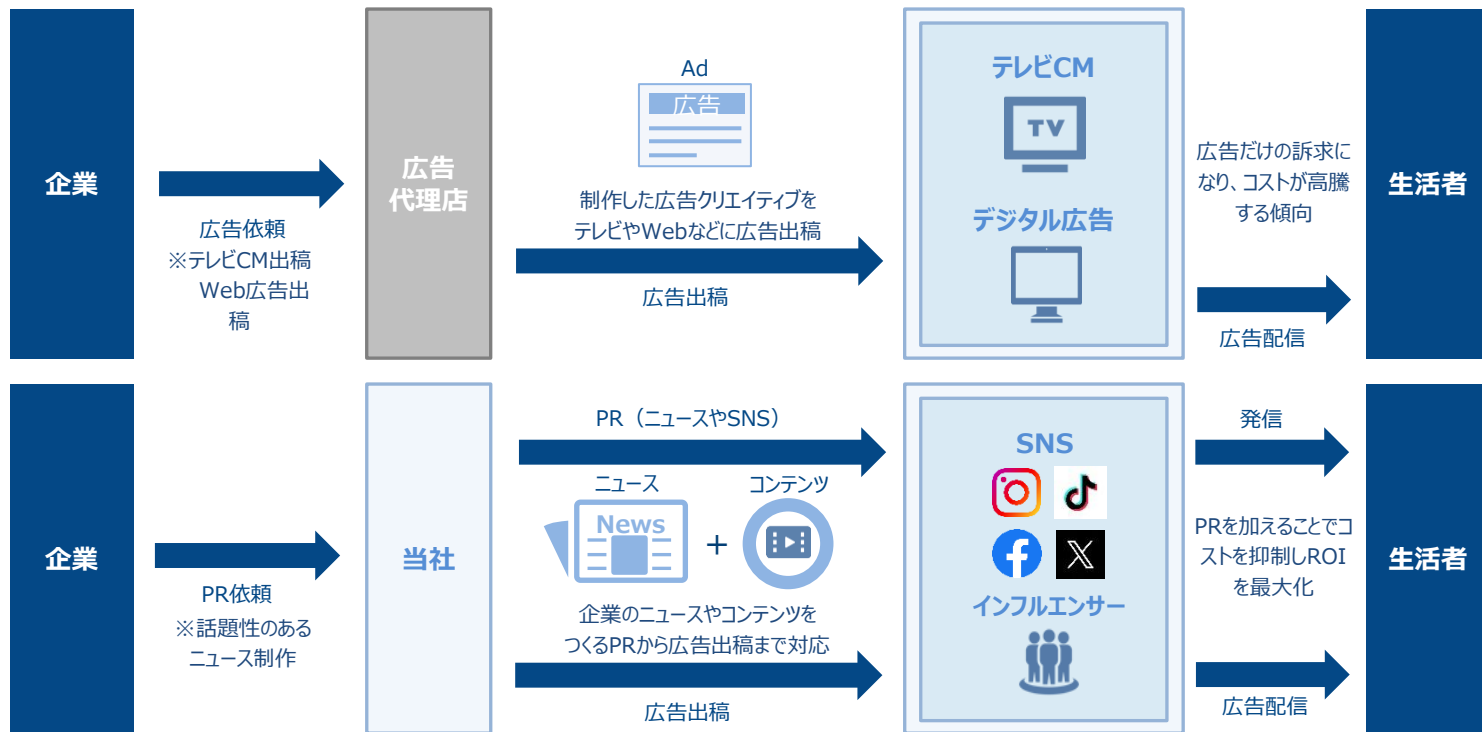 企業
広告依頼
※テレビCM出稿
Web広告出
稿
広告
代理店
Ad
広告
制作した広告クリエイティブを
テレビやWebなどに広告出稿
広告出稿
テレビCM
TV
デジタル広告
広告だけの訴求に
なり、コストが高騰
する傾向
広告配信
生活者
企業
PR依頼
※話題性のある
ニュース制作
当社
PR（ニュースやSNS）
ニュース
コンテンツ
News
+
企業のニュースやコンテンツを
つくるPRから広告出稿まで対応
広告出稿
SNS
インフルエンサー
発信
PRを加えることでコ
ストを抑制しROI
を最大化
広告配信
生活者